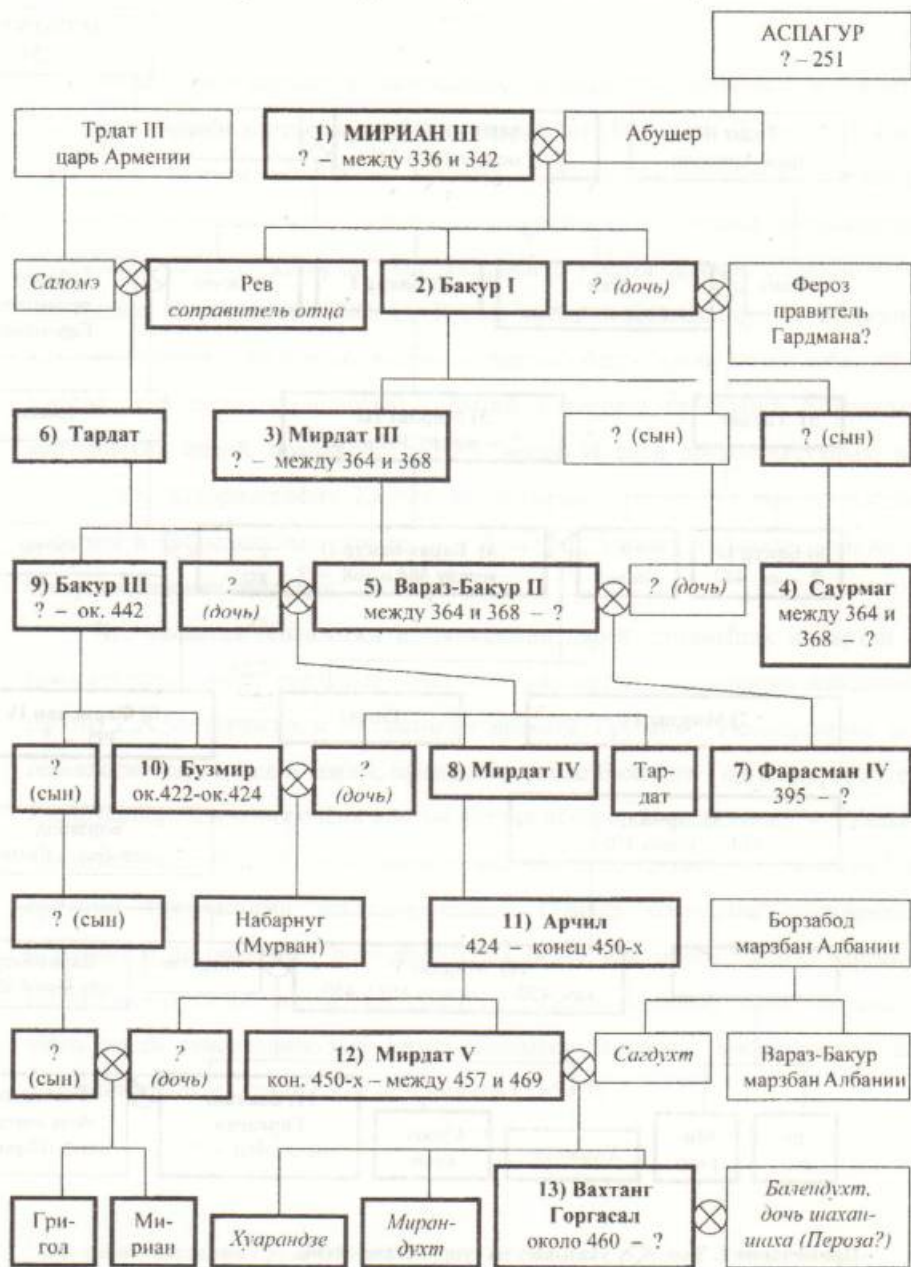 АСПАГУР
? – 251
Трдат III
царь Армении
1) МИРИАН III
? – между 336 и 342
Абушер
Саломэ
Рев
соправитель отца
2) Бакур I
? (дочь)
Фероз
правитель
Гардмана?
6) Тардат
3) Мирдат III
? – между 364 и 368
? (сын)
? (сын)
9) Бакур III
? – ок. 442
?
(дочь)
5) Вараз-Бакур II
между 364 и 368 – ?
? (дочь)
4) Саурмаг
между 364 и
368 – ?
?
(сын)
10) Бузмир
ок.422-ок.424
?
(дочь)
8) Мирдат IV
Тар-
дат
7) Фарасман IV
395 – ?
? (сын)
Набарнуг
(Мурван)
11) Арчил
424 – конец 450-х
Борзабод
марзбан Албании
?
(сын)
?
(дочь)
12) Мирдат V
кон. 450-х – между 457 и 469
Сагдухт
Вараз-Бакур
марзбан Албании
Гри-
гол
Ми-
риан
Хуарандзе
Миран-
духт
13) Вахтанг
Горгасал
около 460 – ?
Балендухт,
дочь шахан-
шаха (Пероза?)